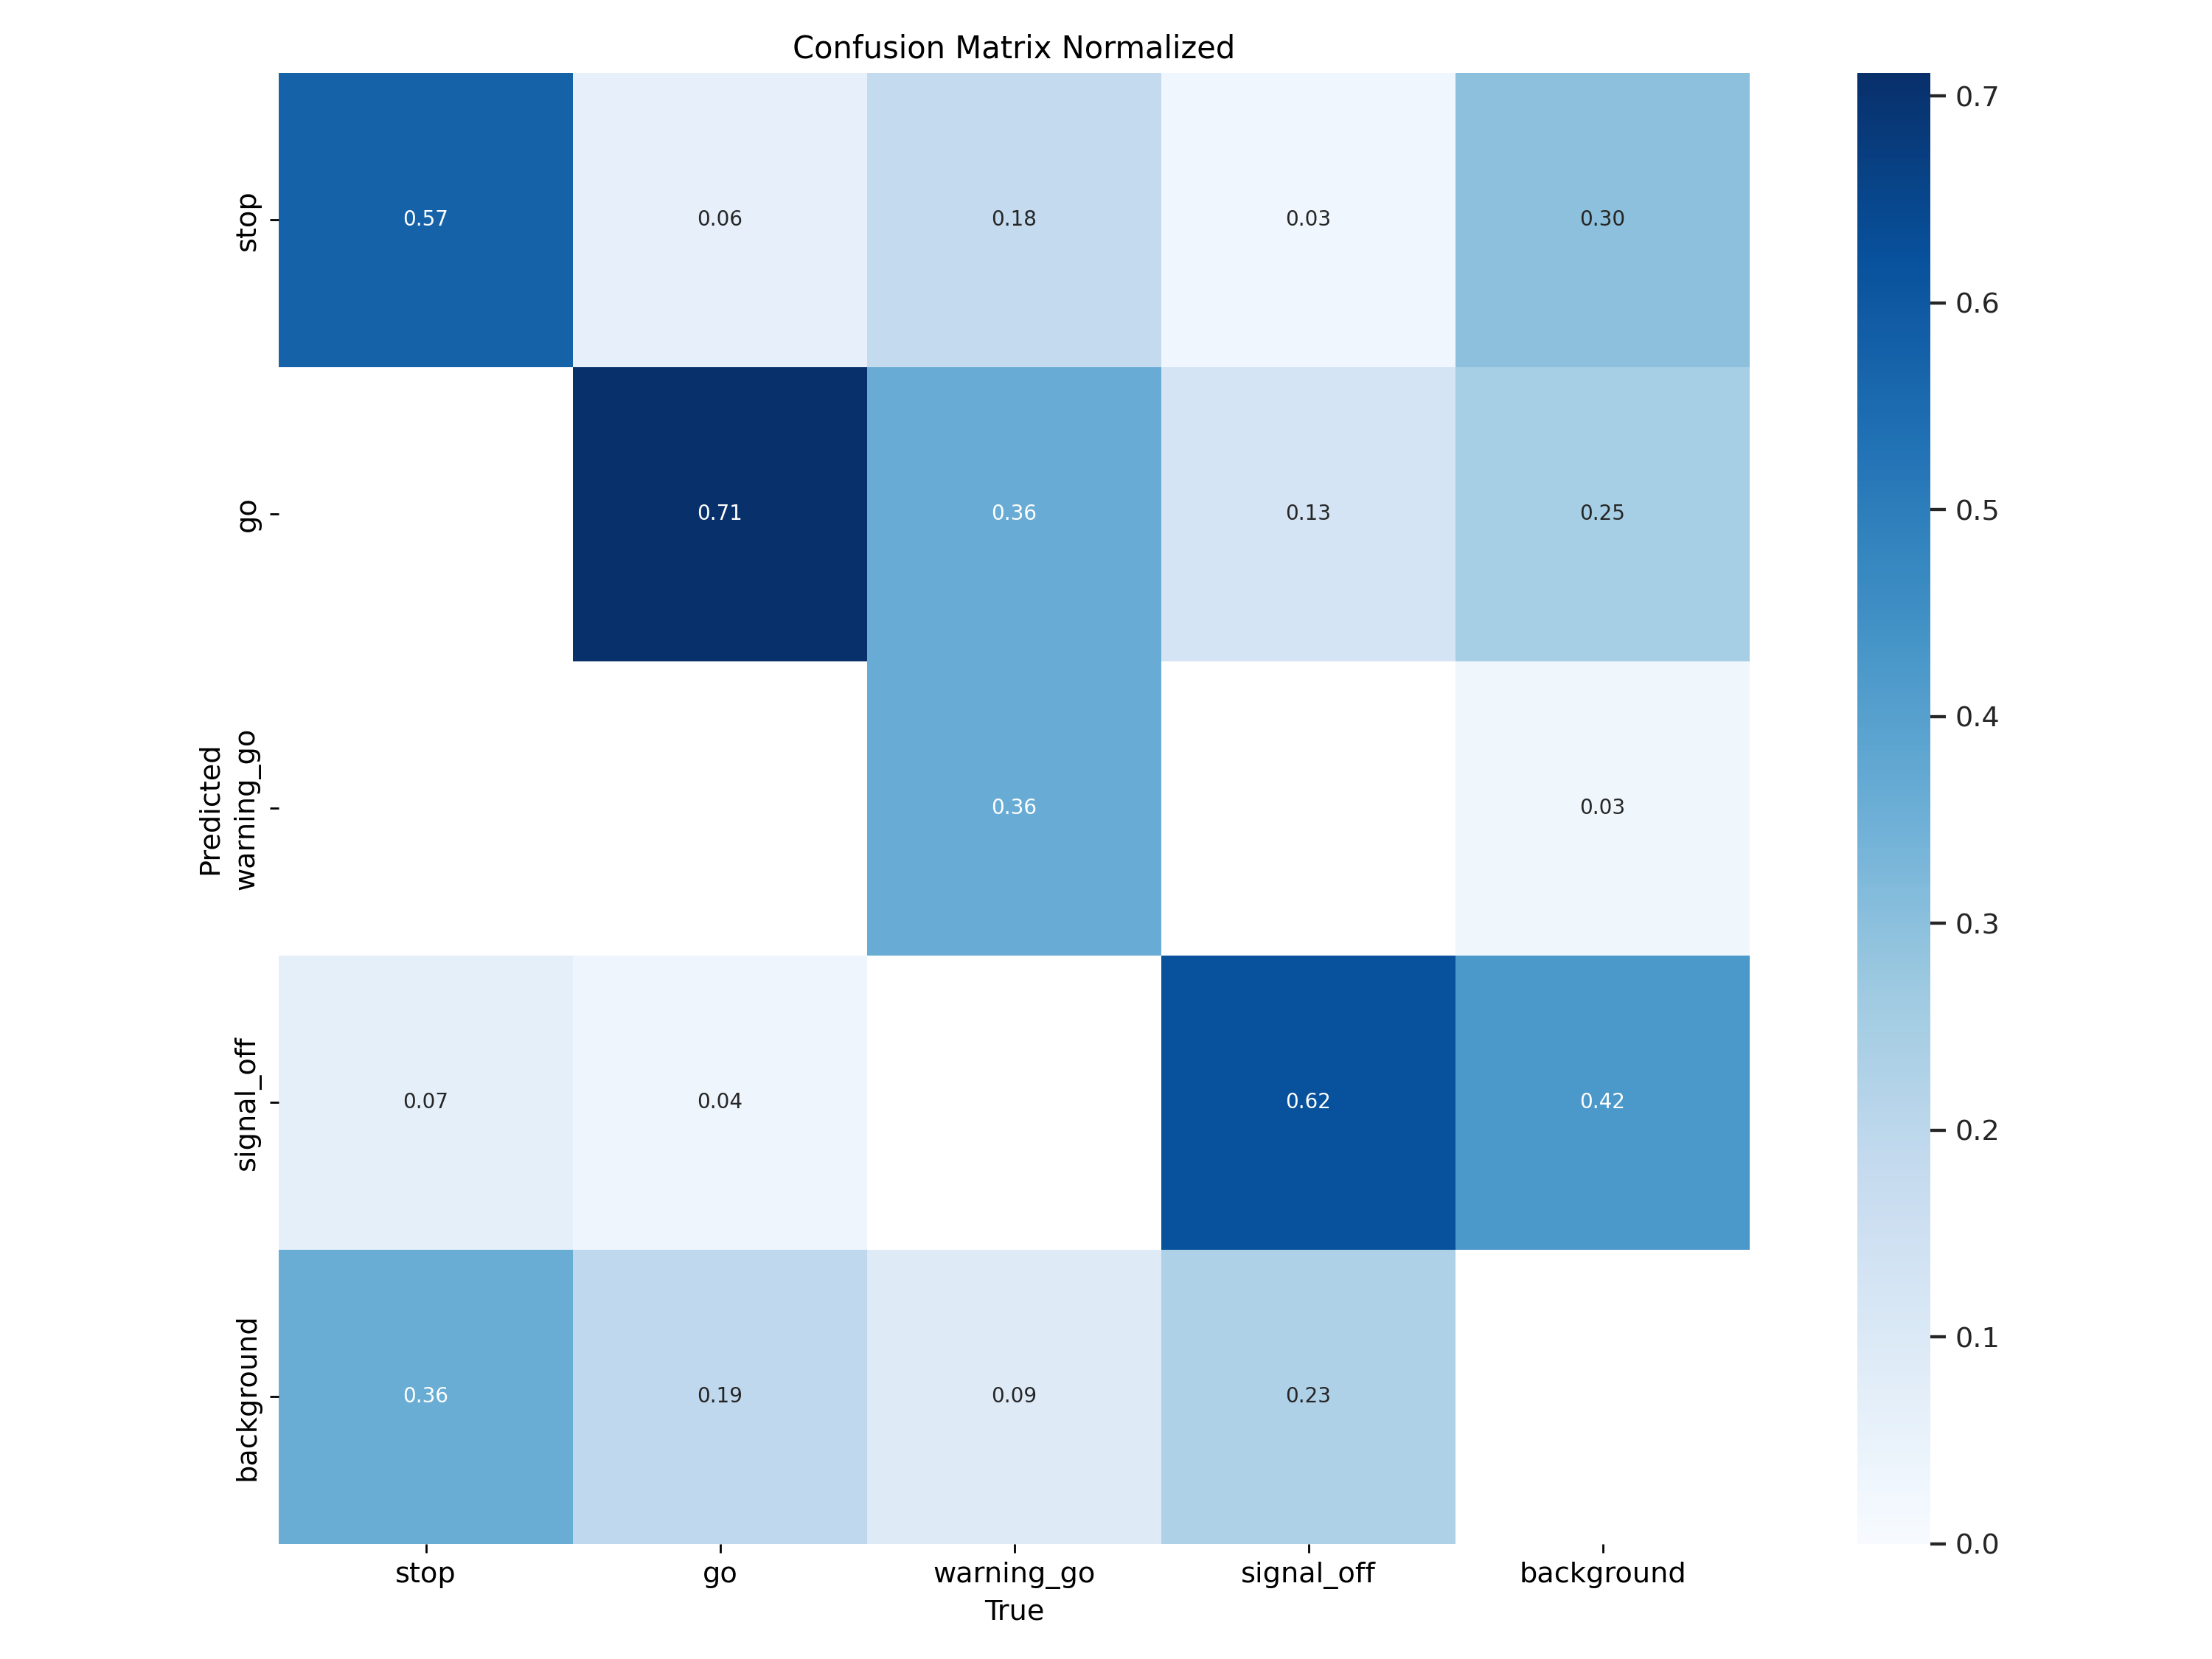 Confusion Matrix Normalized
stop
0.57
0.06
0.18
0.03
0.30
go
0.71
0.36
0.13
0.25
Predicted
warning_go
0.36
0.03
signal_off
0.07
0.04
0.62
0.42
background
0.36
0.19
0.09
0.23
stop
go
warning_go
signal_off
background
True
0.7
0.6
0.5
0.4
0.3
0.2
0.1
0.0